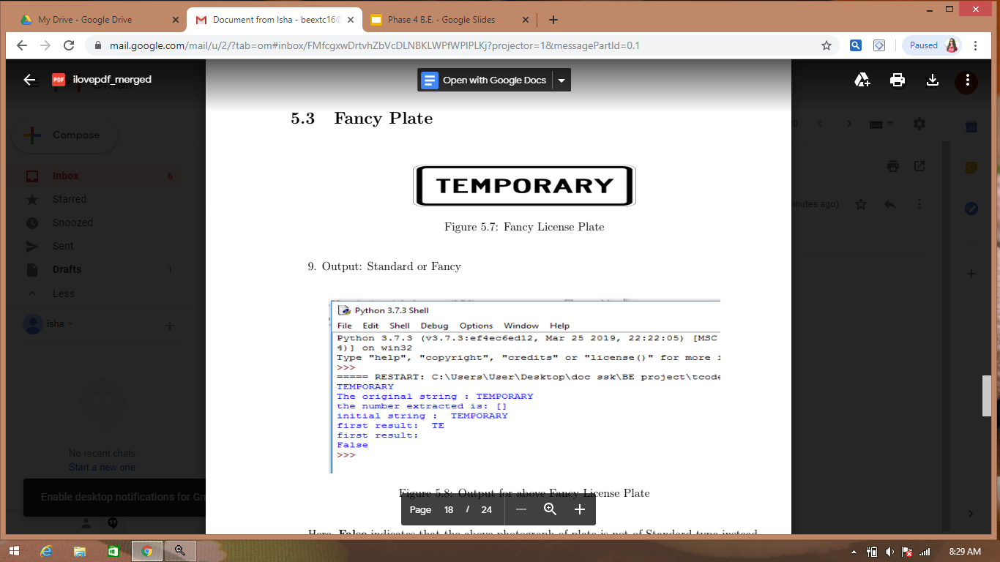 My Drive - Google Drive
Document from Isha - beextc16@
Phase 4 B.E. - Google Slides
mail.google.com/mail/u/2/?tab=om#inbox/FMfcgxwDrtvhZbVcDLNBKLWPfWPlPLKj?projector=1&messagePartId=0.1
Paused
PDF
ilovepdf_merged
Open with Google Docs
Compose
Inbox 6
Starred
Snoozed
Sent
Drafts 1
Less
isha
No recent chats
Start a new one
Enable desktop notifications for Gm
inutes ago)
5.3 Fancy Plate
TEMPORARY
Figure 5.7: Fancy License Plate
9. Output: Standard or Fancy
Python 3.7.3 Shell
File Edit Shell Debug Options Window Help
Python 3.7.3 (v3.7.3:ef4ec6ed12, Mar 25 2019, 22:22:05) [MSC
4)] on win32
Type "help", "copyright", "credits" or "license()" for more i
>>>
===== RESTART: C:\Users\User\Desktop\doc ssk\BE project\tcode
TEMPORARY
The original string : TEMPORARY
the number extracted is: []
initial string : TEMPORARY
first result: TE
first result:
False
>>>
Figure 5.8: Output for above Fancy License Plate
Page 18 / 24
Here, False indicates that the above photograph of plate is not of Standard type instead
8:29 AM